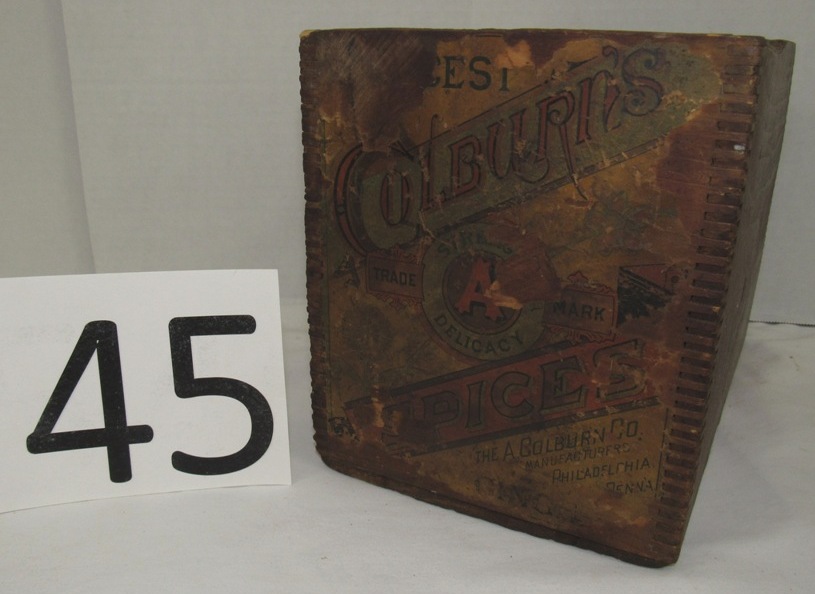 45
COLBURN'S
TRADE A MARK
DELICACY
SPICES
THE A. COLBURN CO.
MANUFACTURERS
PHILADELPHIA
PENNA